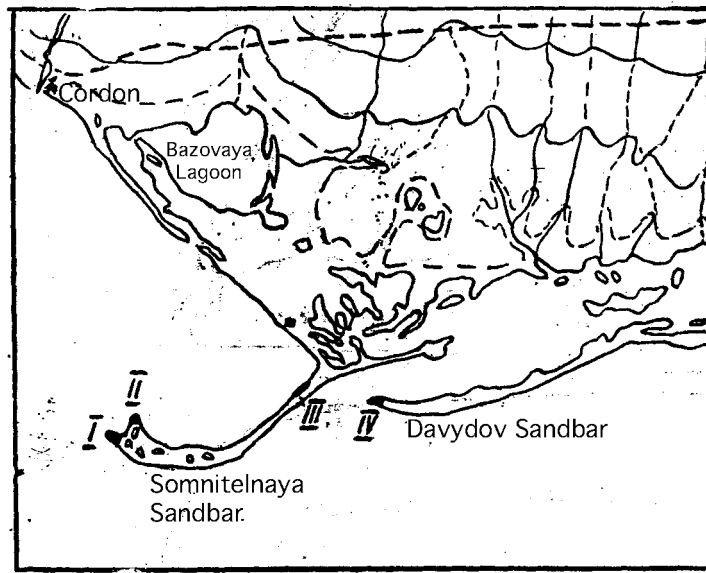 Cordon
Bazovaya
Lagoon
II
I
III
IV
Davydov Sandbar
Somnitelnaya
Sandbar.